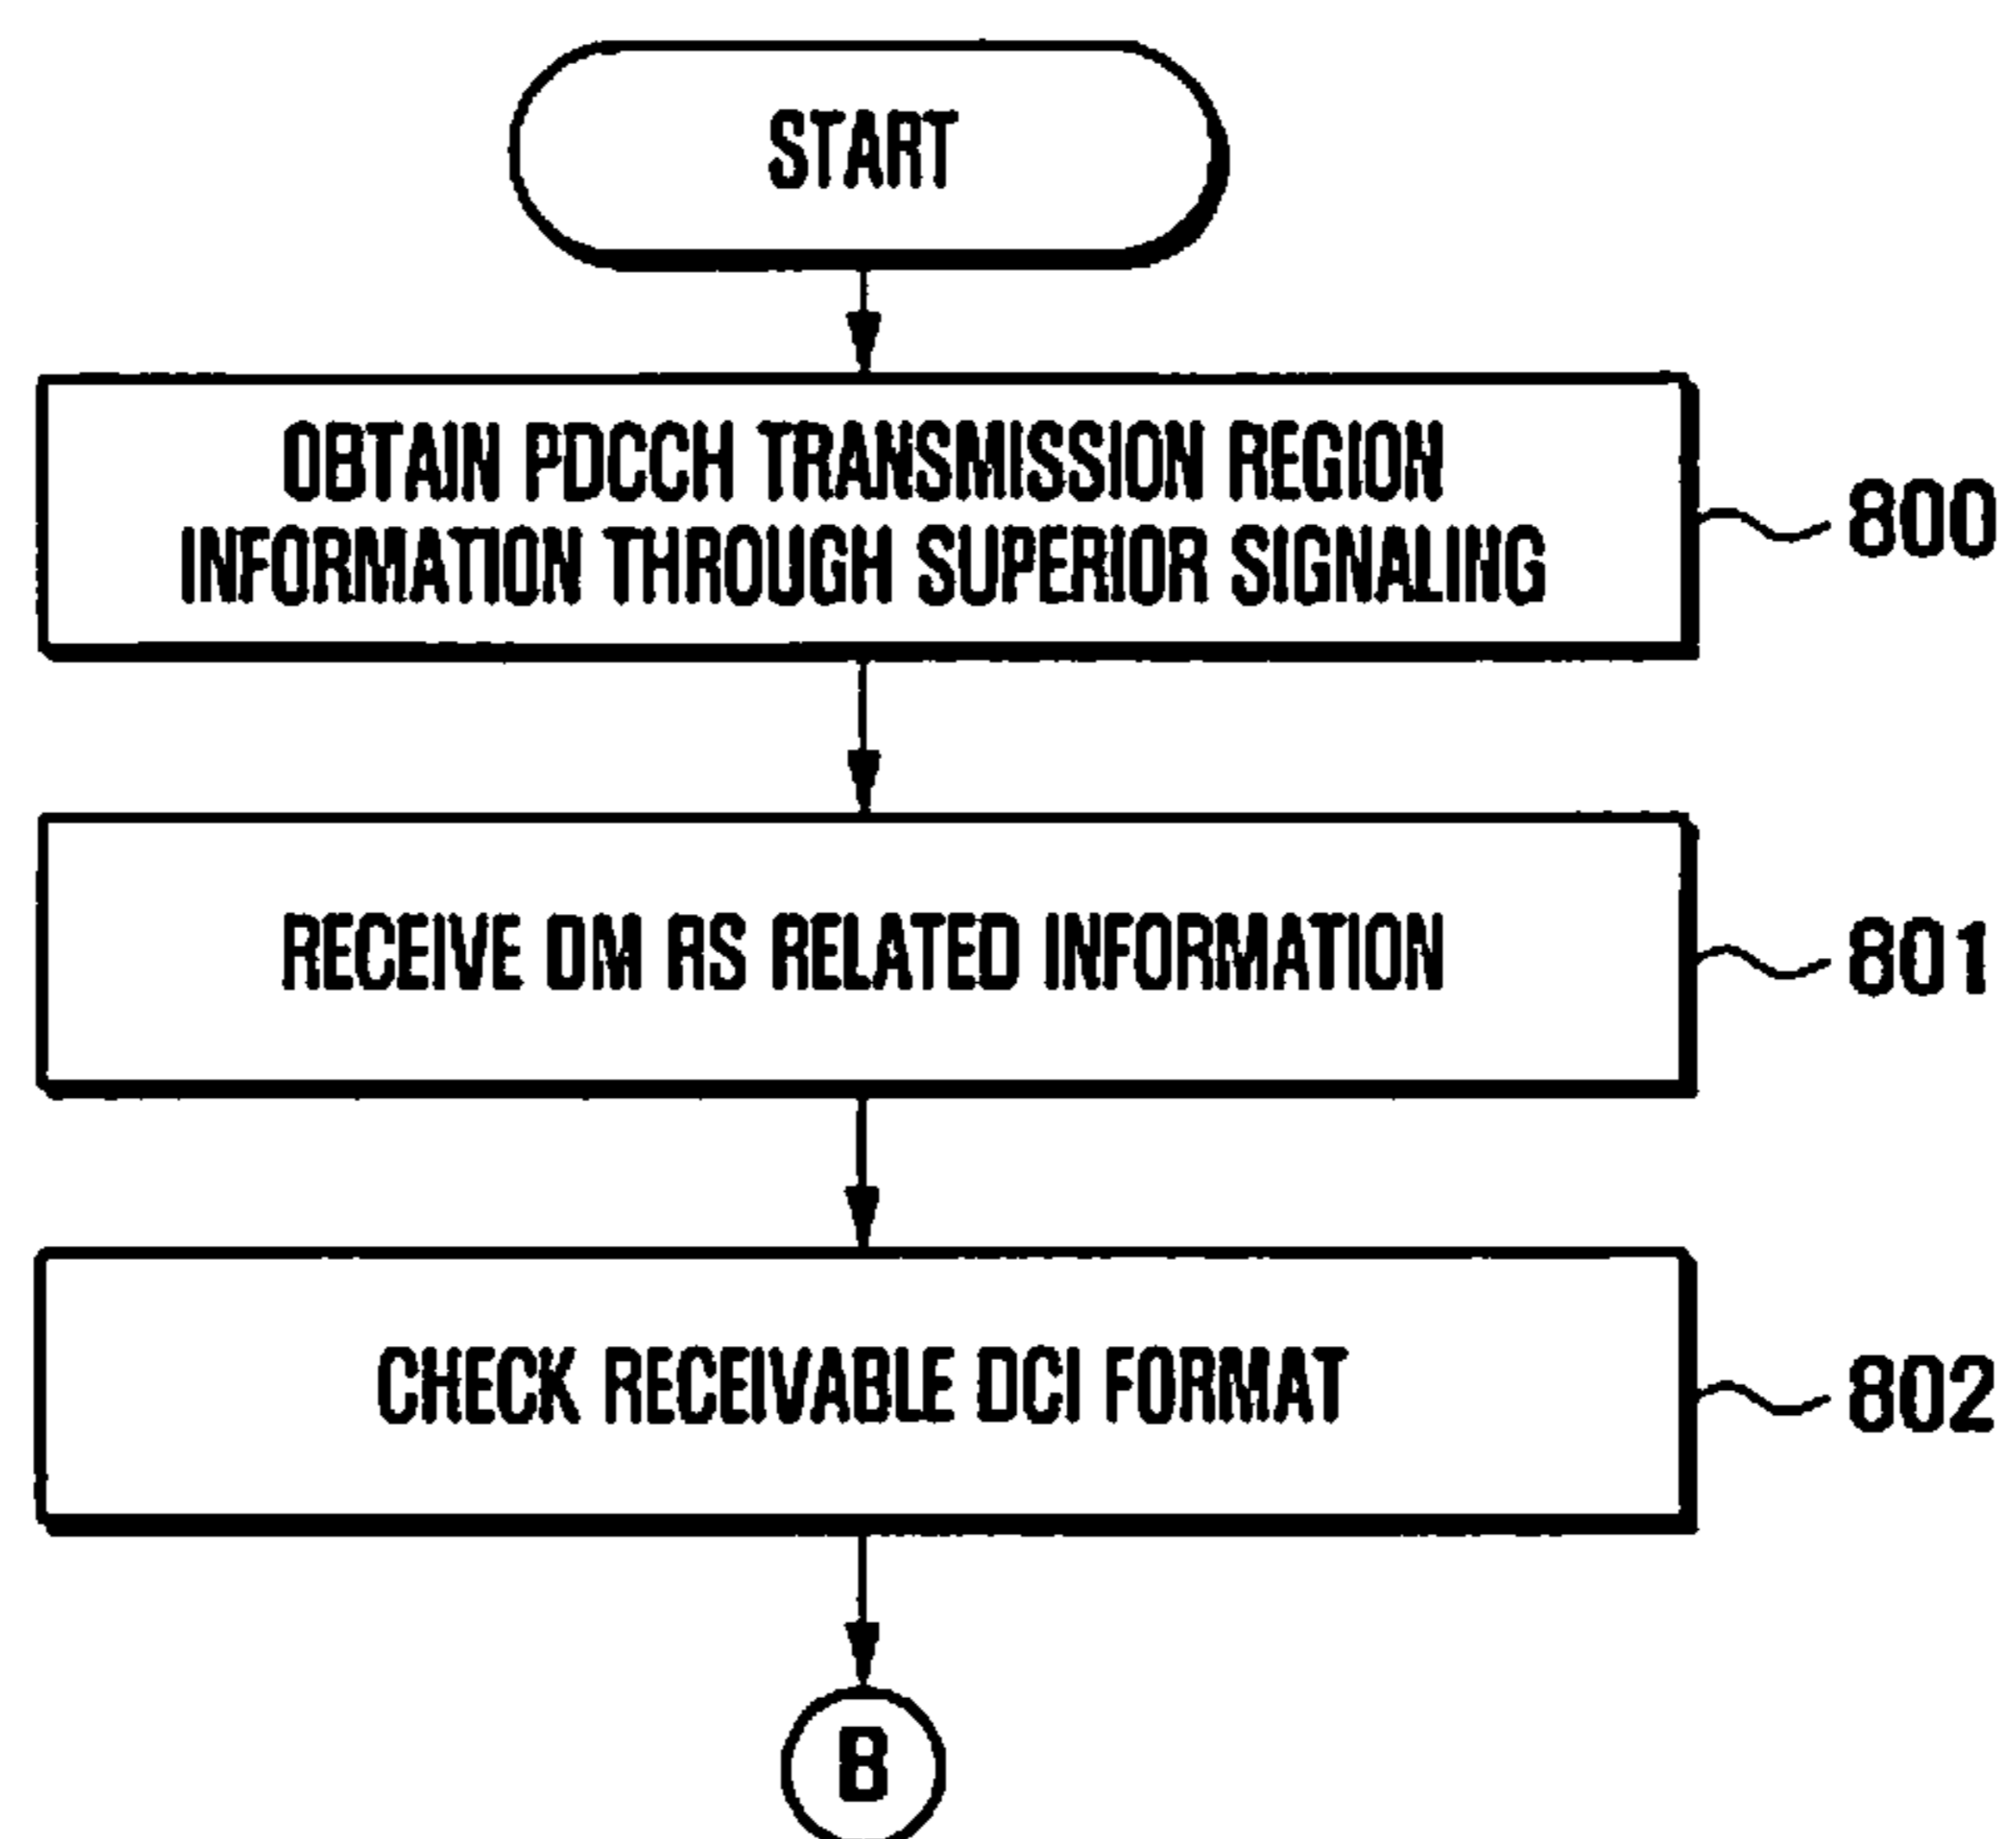 START
OBTAIN PDCCH TRANSMISSION REGION
INFORMATION THROUGH SUPERIOR SIGNALING
800
RECEIVE DM RS RELATED INFORMATION
801
CHECK RECEIVABLE DCI FORMAT
802
B